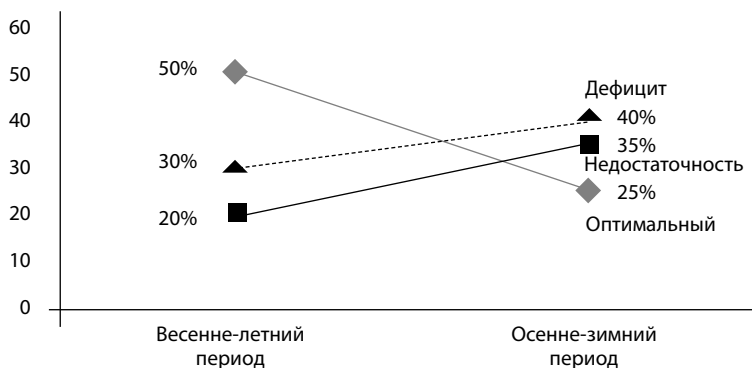 60
50
40
30
20
10
0
50%
30%
20%
Дефицит
40%
35%
Недостаточность
25%
Оптимальный
Весенне-летний
период
Осенне-зимний
период